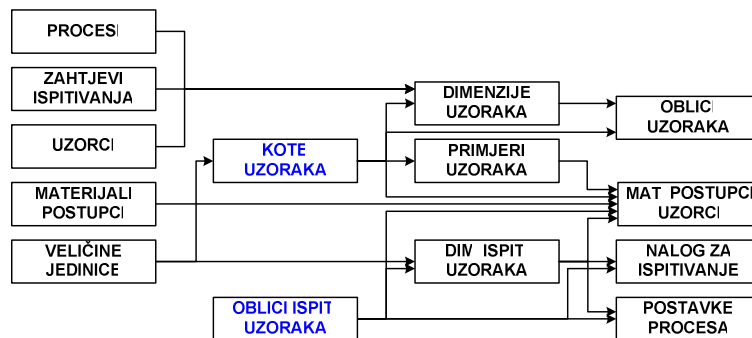 PROCESI
ZAHTJEVI
ISPITIVANJA
UZORCI
MATERIJALI
POSTUPCI
VELIČINE
JEDINICE
KOTE
UZORAKA
OBLICI ISPIT
UZORAKA
DIMENZIJE
UZORAKA
PRIMJERI
UZORAKA
DIM ISPIT
UZORAKA
OBLICI
UZORAKA
MAT POSTUPCI
UZORCI
NALOG ZA
ISPITIVANJE
POSTAVKE
PROCESA